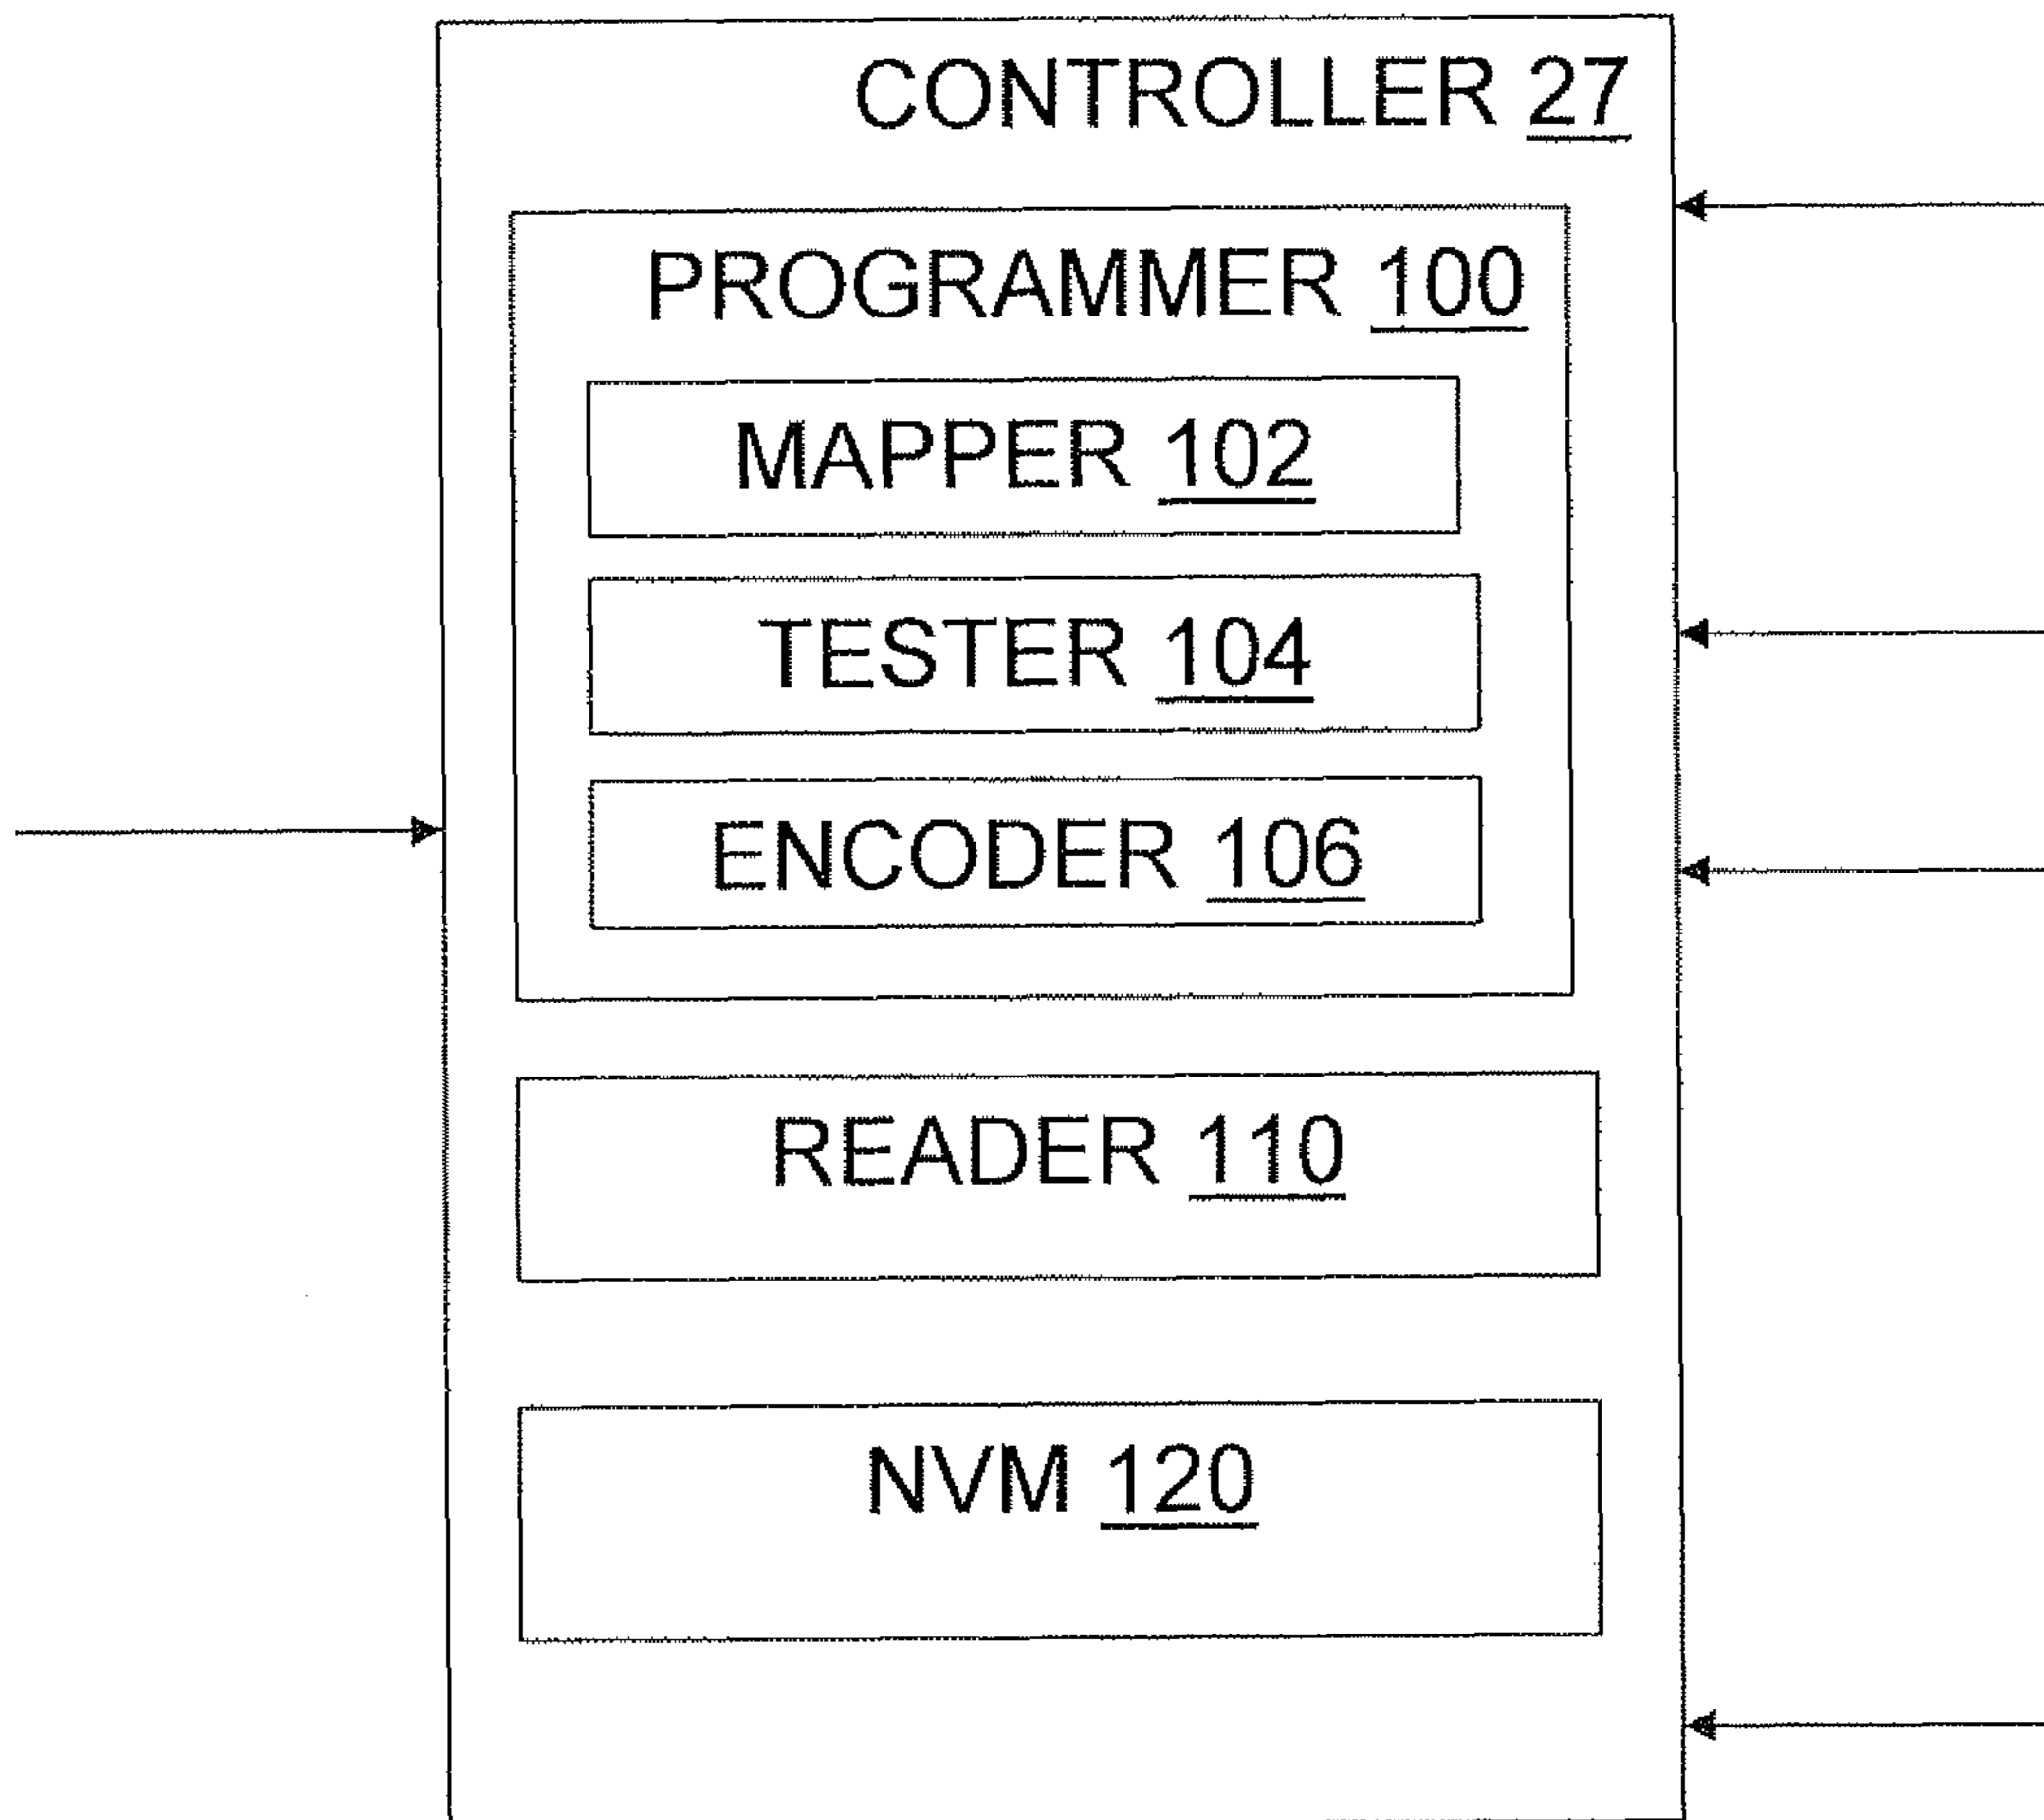 CONTROLLER 27
PROGRAMMER 100
MAPPER 102
TESTER 104
ENCODER 106
READER 110
NVM 120